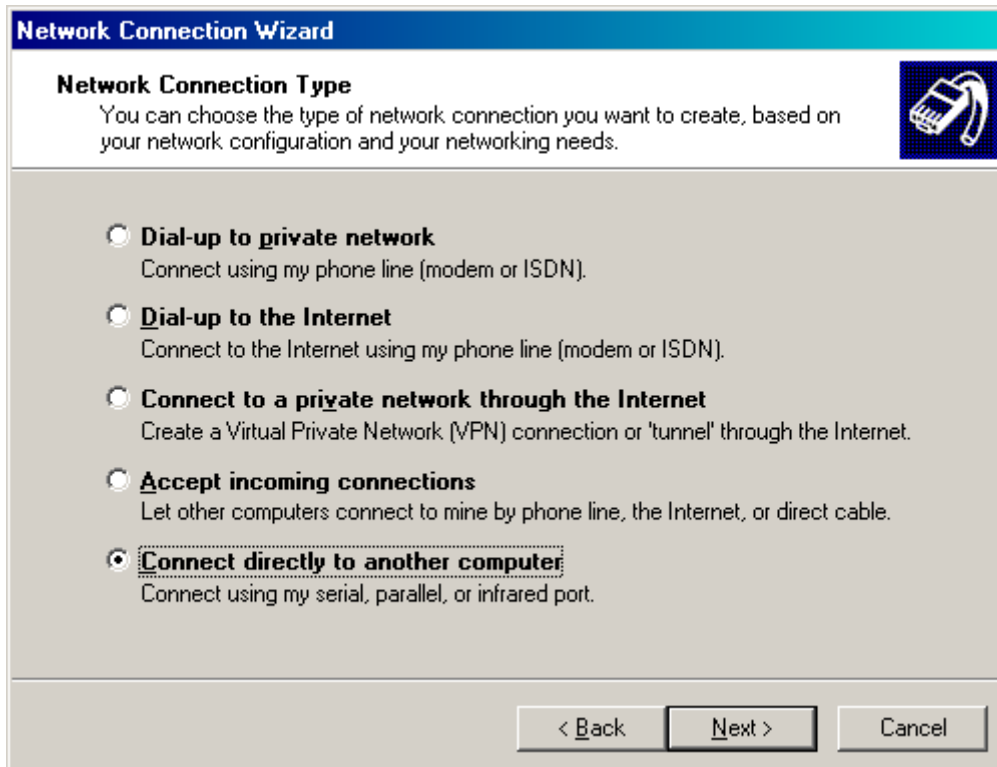 Network Connection Wizard
Network Connection Type
You can choose the type of network connection you want to create, based on
your network configuration and your networking needs.
Dial-up to private network
Connect using my phone line (modem or ISDN).
Dial-up to the Internet
Connect to the Internet using my phone line (modem or ISDN).
Connect to a private network through the Internet
Create a Virtual Private Network (VPN) connection or 'tunnel' through the Internet.
Accept incoming connections
Let other computers connect to mine by phone line, the Internet, or direct cable.
Connect directly to another computer
Connect using my serial, parallel, or infrared port.
< Back Next > Cancel